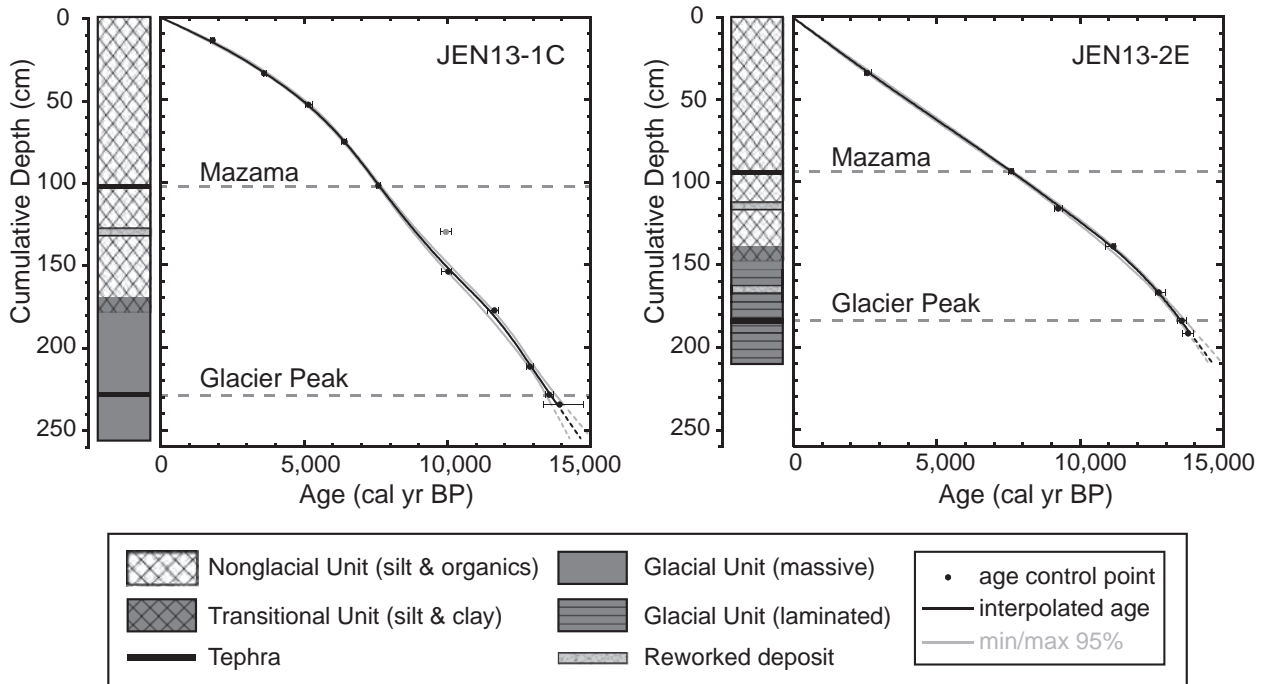 JEN13-1C
Cumulative Depth (cm)
0
50
100
150
200
250
Mazama
Glacier Peak
0
5,000
10,000
15,000
Age (cal yr BP)
JEN13-2E
Cumulative Depth (cm)
0
50
100
150
200
250
Mazama
Glacier Peak
0
5,000
10,000
15,000
Age (cal yr BP)
Nonglacial Unit (silt & organics)
Transitional Unit (silt & clay)
Tephra
Glacial Unit (massive)
Glacial Unit (laminated)
Reworked deposit
age control point
interpolated age
min/max 95%